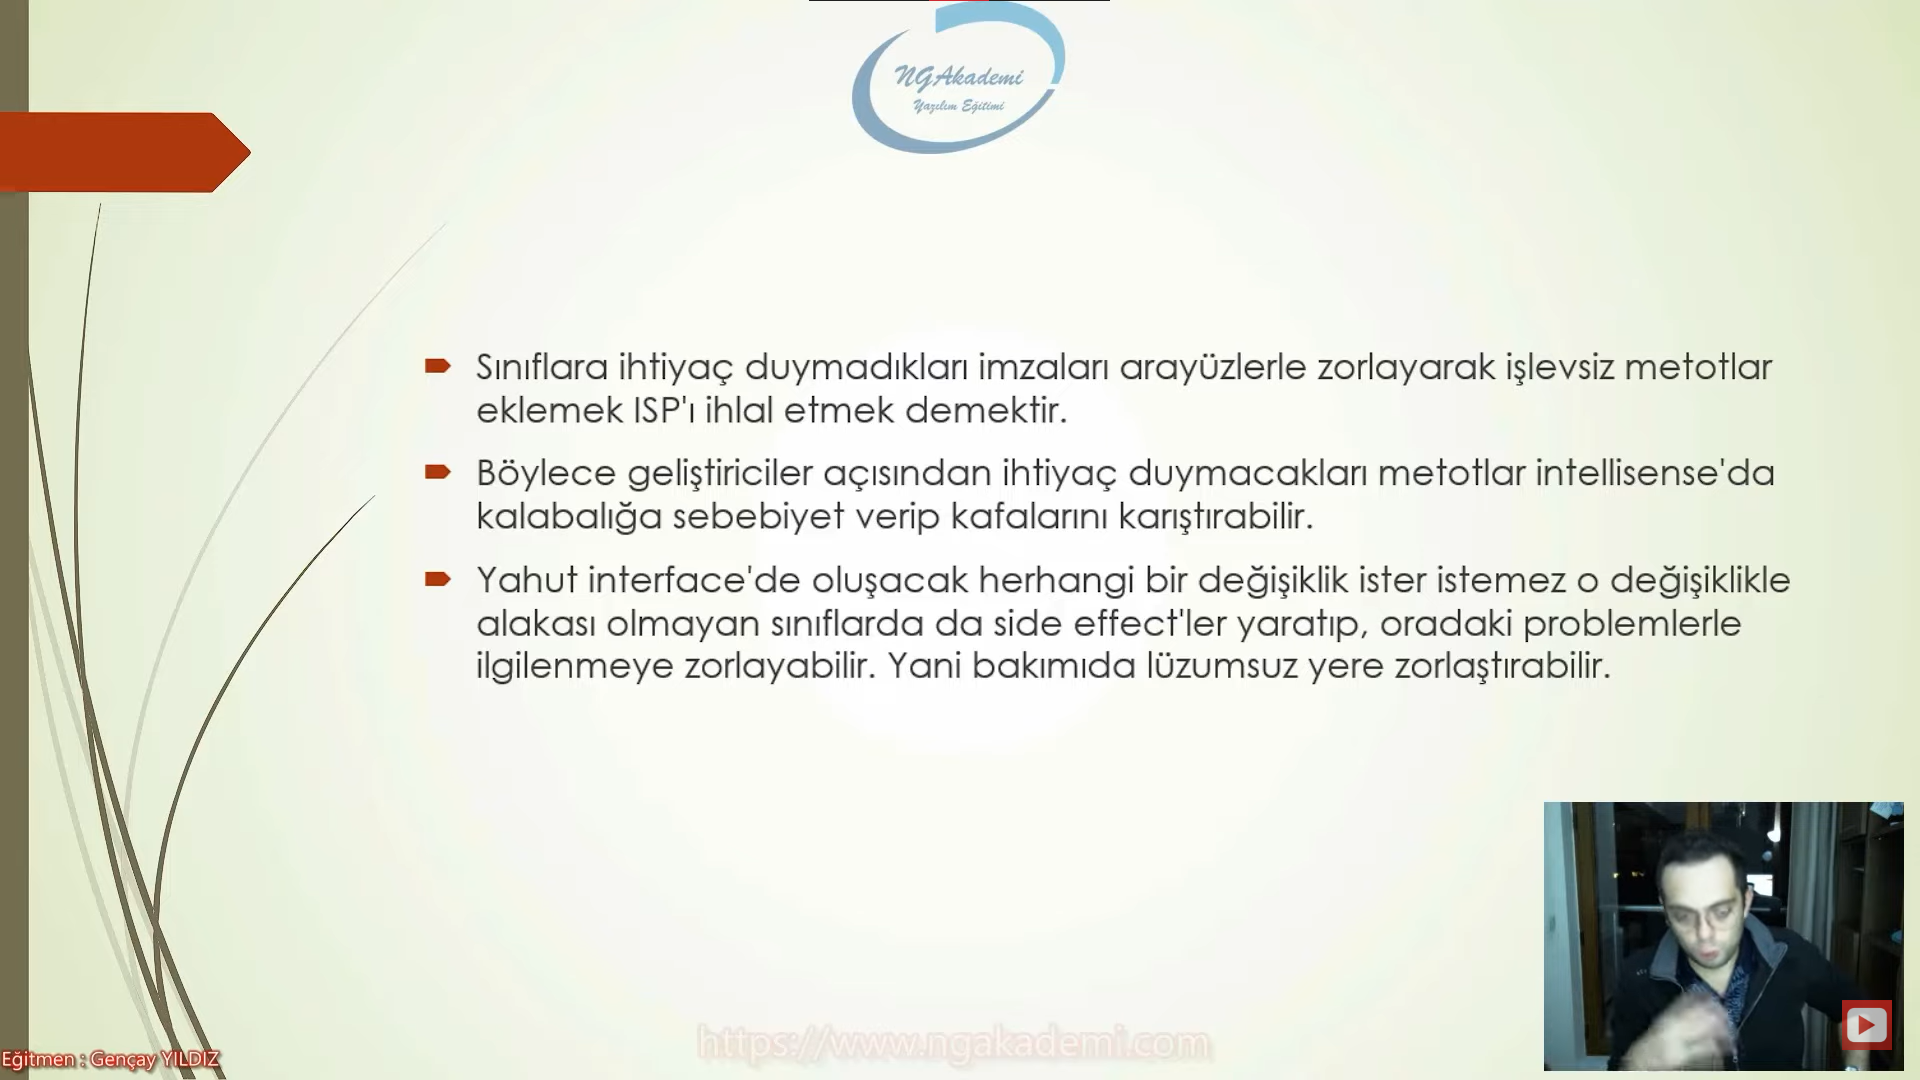 NGAkademi
Yazılım Eğitimi
Sınıflara ihtiyaç duymadıkları imzaları arayüzlerle zorlayarak işlevsiz metotlar
eklemek ISP'ı ihlal etmek demektir.
Böylece geliştiriciler açısından ihtiyaç duymacakları metotlar intellisense'da
kalabalığa sebebiyet verip kafalarını karıştırabilir.
Yahut interface'de oluşacak herhangi bir değişiklik ister istemez o değişiklikle
alakası olmayan sınıflarda da side effect'ler yaratıp, oradaki problemlerle
ilgilenmeye zorlayabilir. Yani bakımıda lüzumsuz yere zorlaştırabilir.
https://www.ngakademi.com
Eğitmen : Gençay YILDIZ